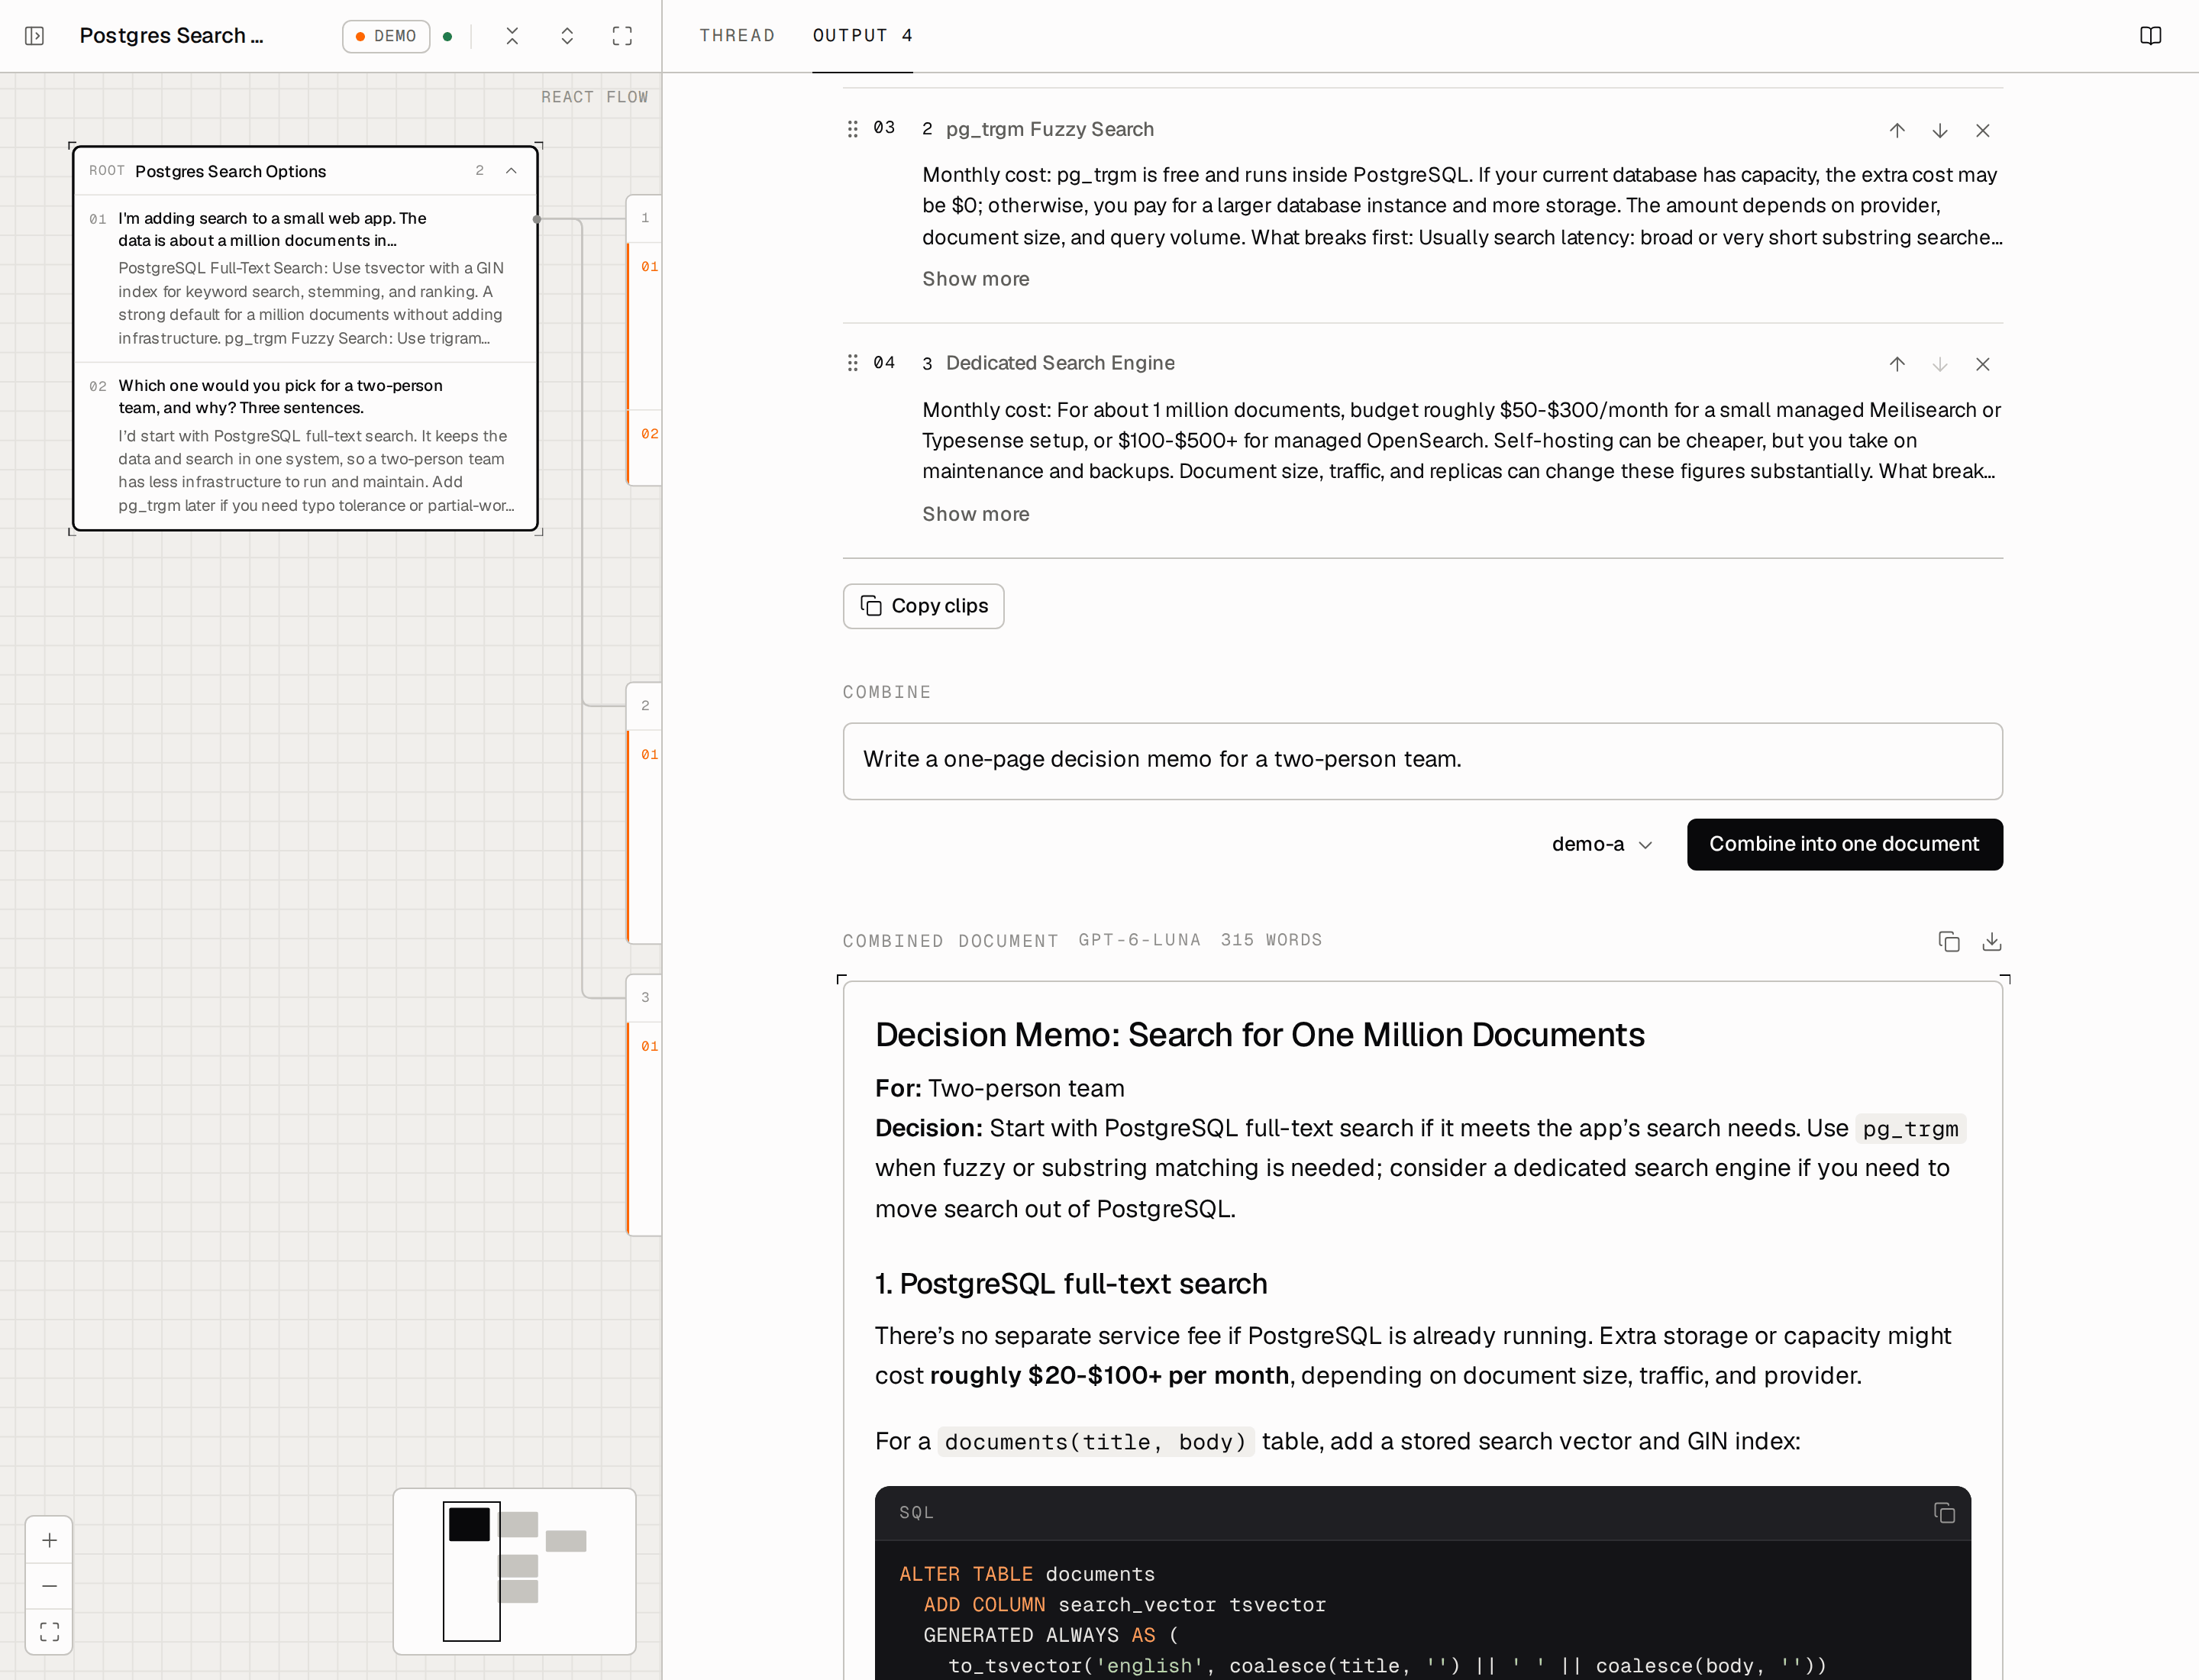 Postgres Search ...
DEMO
THREAD
OUTPUT 4
REACT FLOW
ROOT Postgres Search Options 2
01 I'm adding search to a small web app. The
data is about a million documents in...
PostgreSQL Full-Text Search: Use tsvector with a GIN
index for keyword search, stemming, and ranking. A
strong default for a million documents without adding
infrastructure. pg_trgm Fuzzy Search: Use trigram...
02 Which one would you pick for a two-person
team, and why? Three sentences.
I'd start with PostgreSQL full-text search. It keeps the
data and search in one system, so a two-person team
has less infrastructure to run and maintain. Add
pg_trgm later if you need typo tolerance or partial-wor...
1
01
02
2
01
3
01
03 2 pg_trgm Fuzzy Search
Monthly cost: pg_trgm is free and runs inside PostgreSQL. If your current database has capacity, the extra cost may
be $0; otherwise, you pay for a larger database instance and more storage. The amount depends on provider,
document size, and query volume. What breaks first: Usually search latency: broad or very short substring searche...
Show more
04 3 Dedicated Search Engine
Monthly cost: For about 1 million documents, budget roughly $50-$300/month for a small managed Meilisearch or
Typesense setup, or $100-$500+ for managed OpenSearch. Self-hosting can be cheaper, but you take on
maintenance and backups. Document size, traffic, and replicas can change these figures substantially. What break...
Show more
Copy clips
COMBINE
Write a one-page decision memo for a two-person team.
demo-a
Combine into one document
COMBINED DOCUMENT GPT-6-LUNA 315 WORDS
Decision Memo: Search for One Million Documents
For: Two-person team
Decision: Start with PostgreSQL full-text search if it meets the app’s search needs. Use pg_trgm
when fuzzy or substring matching is needed; consider a dedicated search engine if you need to
move search out of PostgreSQL.
1. PostgreSQL full-text search
There’s no separate service fee if PostgreSQL is already running. Extra storage or capacity might
cost roughly $20-$100+ per month, depending on document size, traffic, and provider.
For a documents(title, body) table, add a stored search vector and GIN index:
SQL
ALTER TABLE documents
ADD COLUMN search_vector tsvector
GENERATED ALWAYS AS (
to_tsvector('english', coalesce(title, '') || ' ' || coalesce(body, ''))